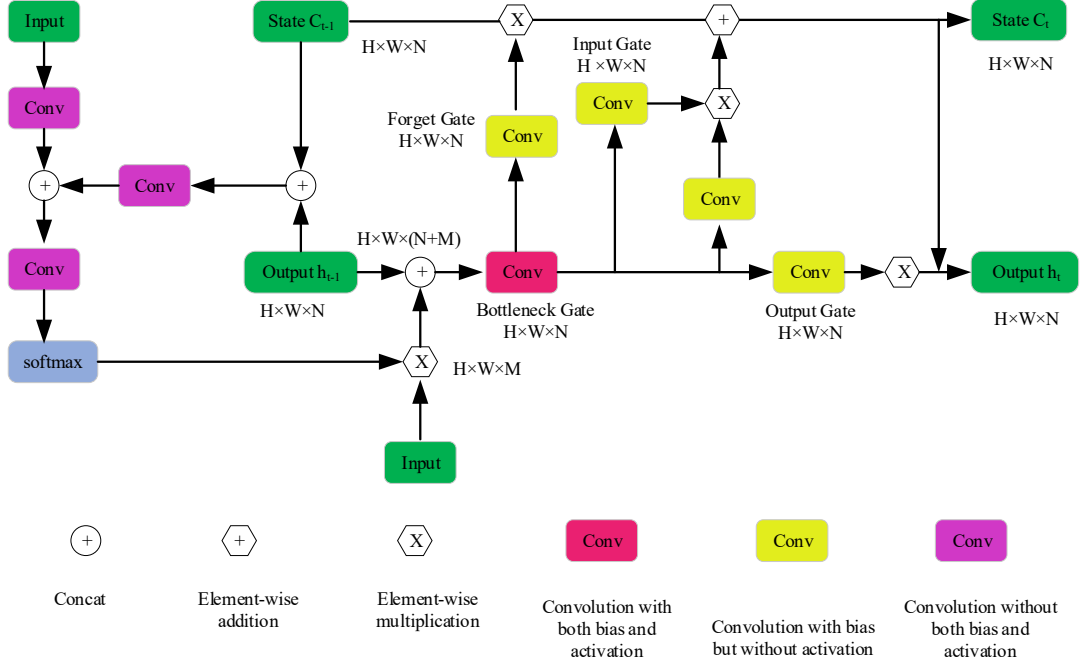 Input
State Cₜ₋₁
X
+
State Cₜ
H×W×N
Input Gate
H ×W×N
H×W×N
Conv
Conv
X
Forget Gate
H×W×N
Conv
+
Conv
+
Conv
H×W×(N+M)
Conv
Output hₜ₋₁
+
Conv
Conv
X
Output hₜ
H×W×N
Bottleneck Gate
H×W×N
Output Gate
H×W×N
H×W×N
softmax
X
H×W×M
Input
+
+
X
Conv
Conv
Conv
Concat
Element-wise
addition
Element-wise
multiplication
Convolution with
both bias and
activation
Convolution with bias
but without activation
Convolution without
both bias and
activation